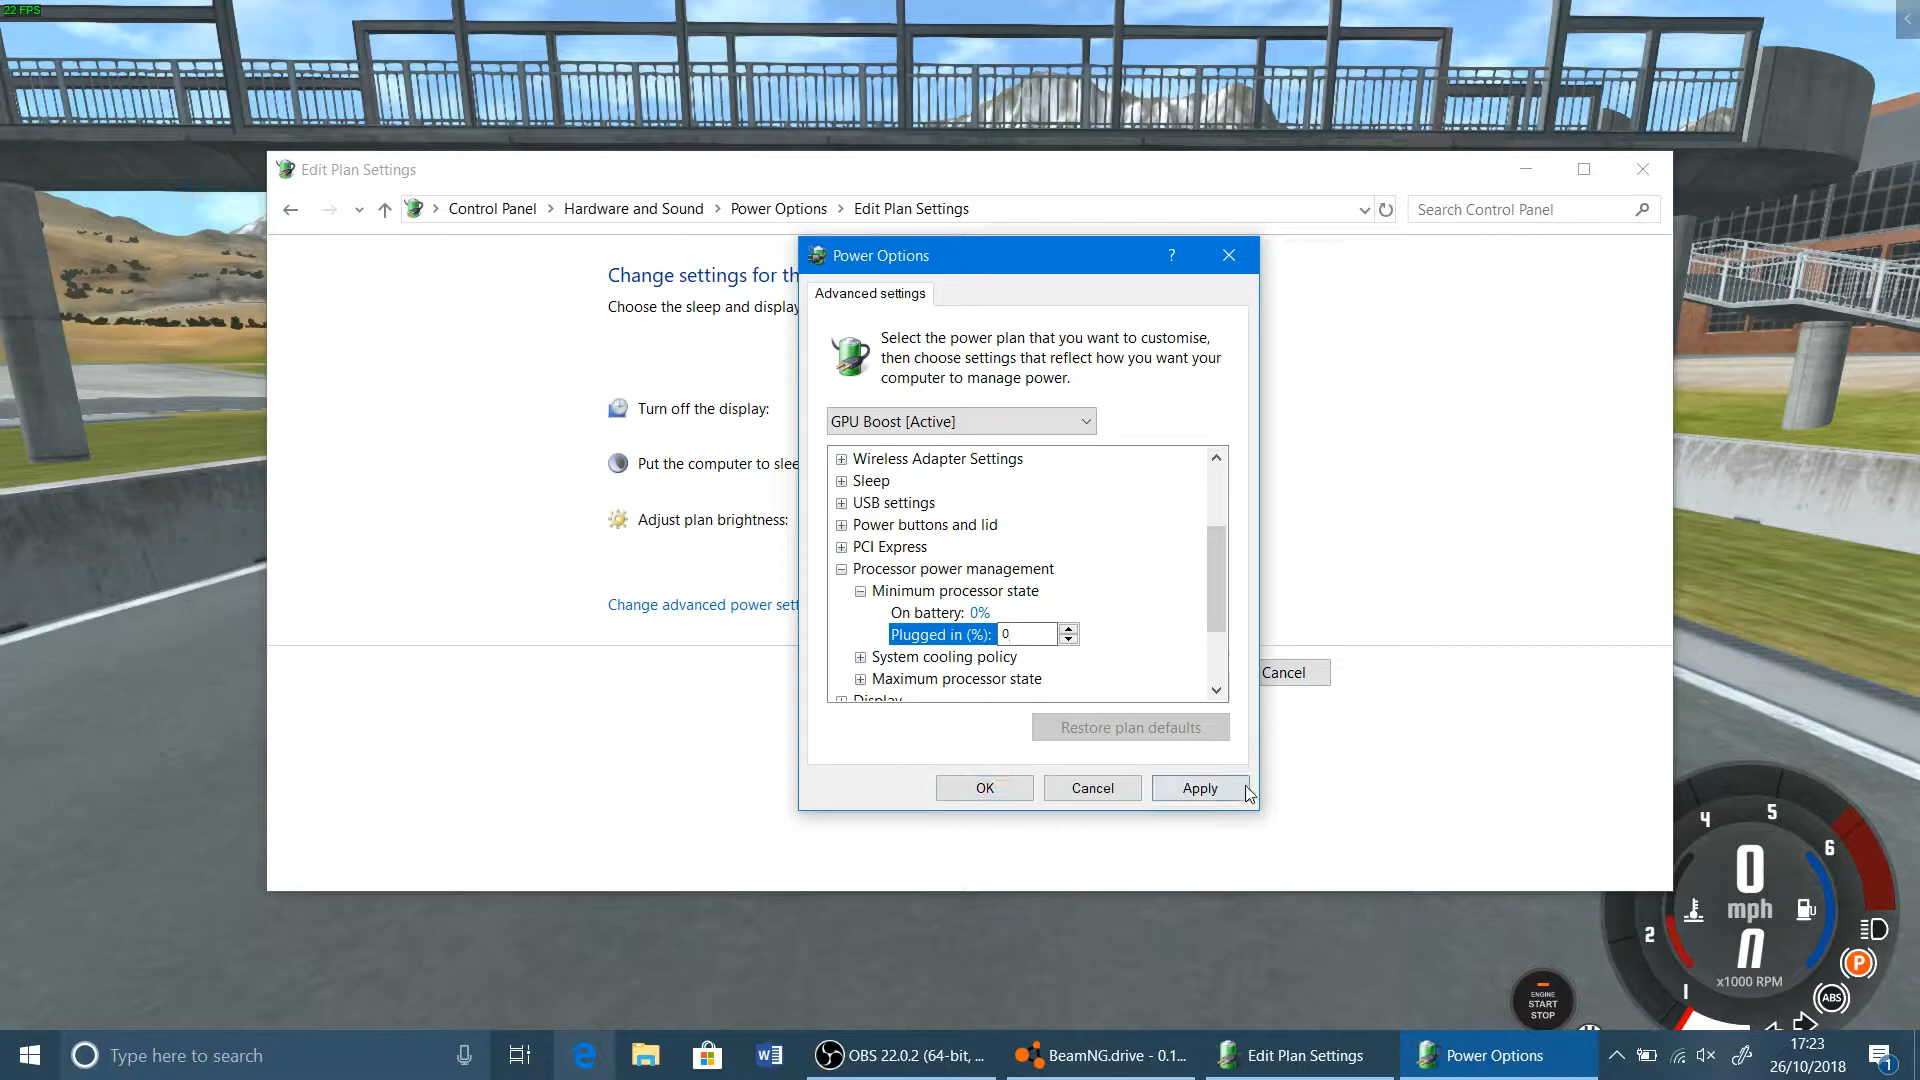 22 FPS
Edit Plan Settings
Control Panel > Hardware and Sound > Power Options > Edit Plan Settings
Search Control Panel
Change settings for th
Choose the sleep and display
Turn off the display:
Put the computer to slee
Adjust plan brightness:
Change advanced power sett
Cancel
Power Options
?
Advanced settings
Select the power plan that you want to customise,
then choose settings that reflect how you want your
computer to manage power.
GPU Boost [Active]
Wireless Adapter Settings
Sleep
USB settings
Power buttons and lid
PCI Express
Processor power management
Minimum processor state
On battery: 0%
Plugged in (%): 0
System cooling policy
Maximum processor state
Display
Restore plan defaults
OK
Cancel
Apply
1
2
4
5
6
0
mph
n
x1000 RPM
P
ABS
ENGINE
START
STOP
Type here to search
OBS 22.0.2 (64-bit, ...
BeamNG.drive - 0.1...
Edit Plan Settings
Power Options
17:23
26/10/2018
1